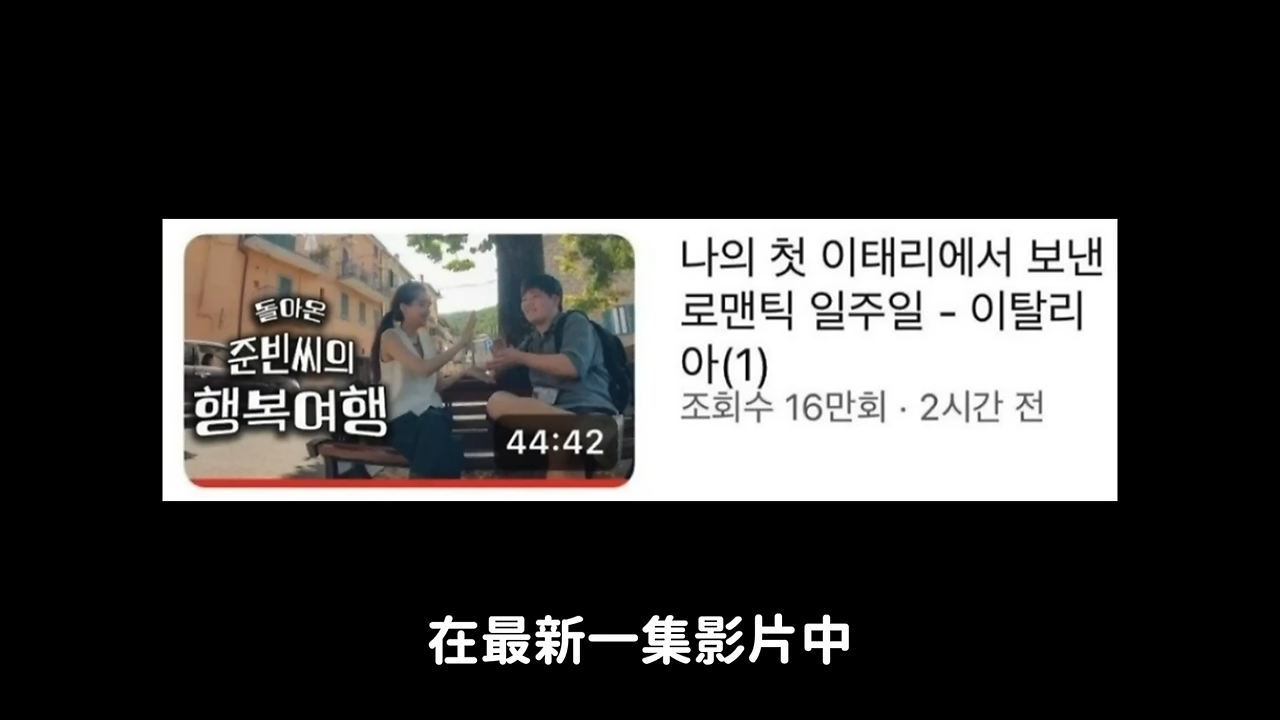 돌아온
준빈씨의
행복여행
44:42
나의 첫 이태리에서 보낸
로맨틱 일주일 - 이탈리
아(1)
조회수 16만회 · 2시간 전
在最新一集影片中